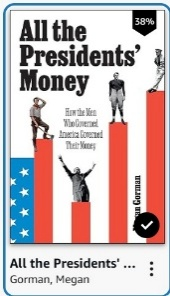 38%
All the
Presidents'
Money
How the Men
Who Governed
America Governed
Their Money
an Gorman
All the Presidents' ...
Gorman, Megan